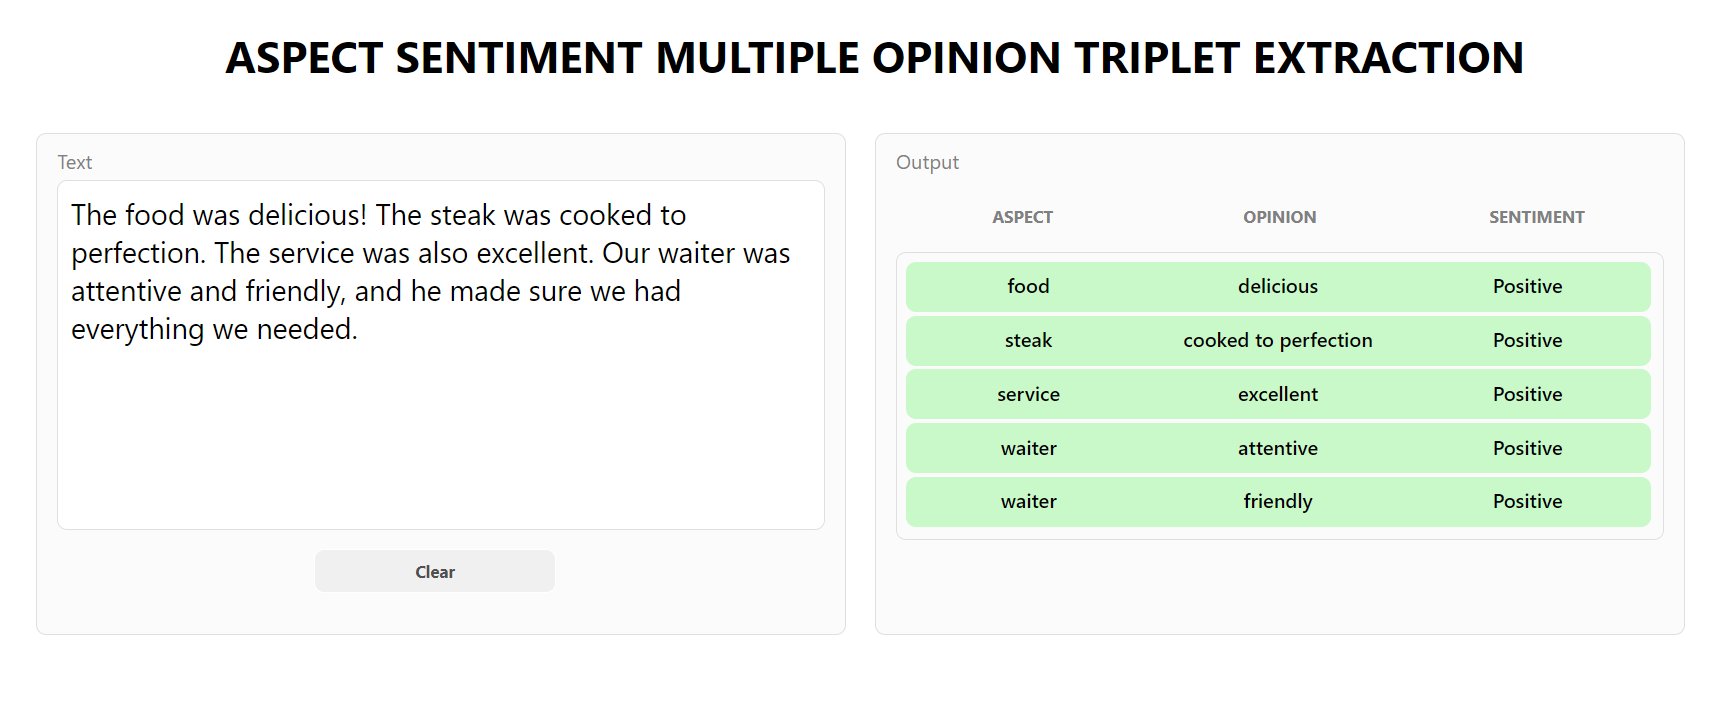 ASPECT SENTIMENT MULTIPLE OPINION TRIPLET EXTRACTION
Text
The food was delicious! The steak was cooked to
perfection. The service was also excellent. Our waiter was
attentive and friendly, and he made sure we had
everything we needed.
Clear
Output
ASPECT OPINION SENTIMENT
food delicious Positive
steak cooked to perfection Positive
service excellent Positive
waiter attentive Positive
waiter friendly Positive